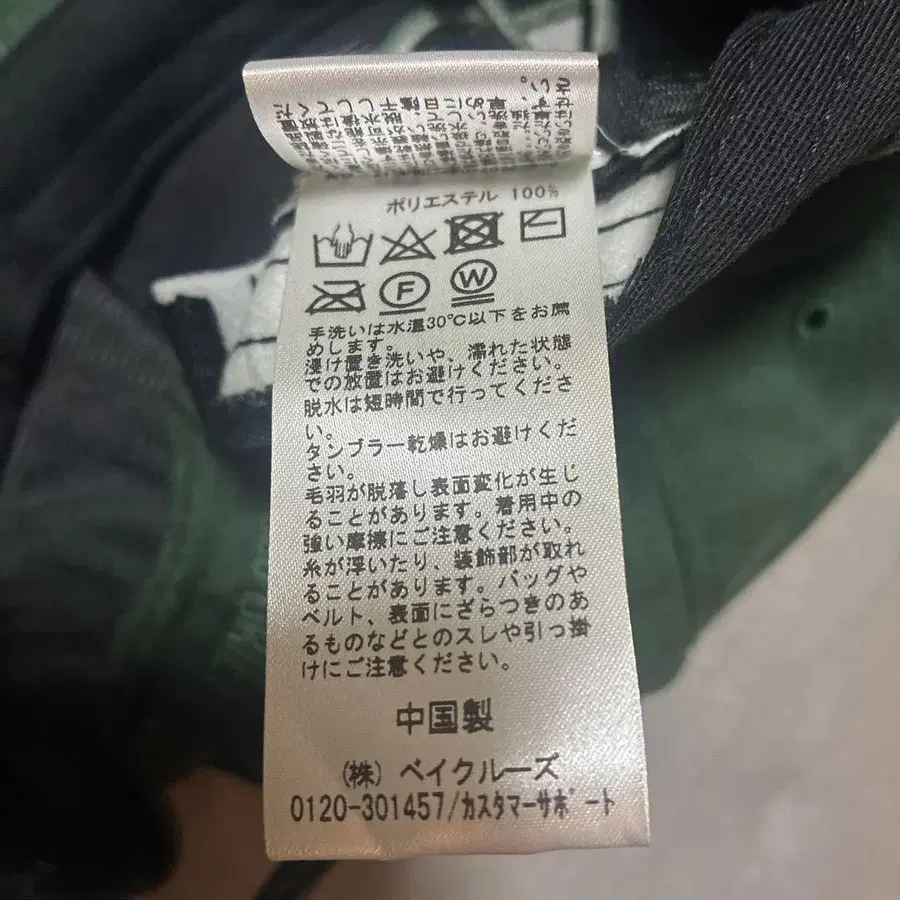 ポリエステル 100%
F
W
手洗いは水温30℃以下をお薦
めします。
浸け置き洗いや、濡れた状態
での放置はお避けください。
脱水は短時間で行ってくださ
い。
タンブラー乾燥はお避けくだ
さい。
毛羽が脱落し表面変化が生じ
ることがあります。着用中の
強い摩擦にご注意ください。
糸が浮いたり、装飾部が取れ
ることがあります。バッグや
ベルト、表面にざらつきのあ
るものなどとのスレや引っ掛
けにご注意ください。
中国製
(株) ベイクルーズ
0120-301457/カスタマーサポート